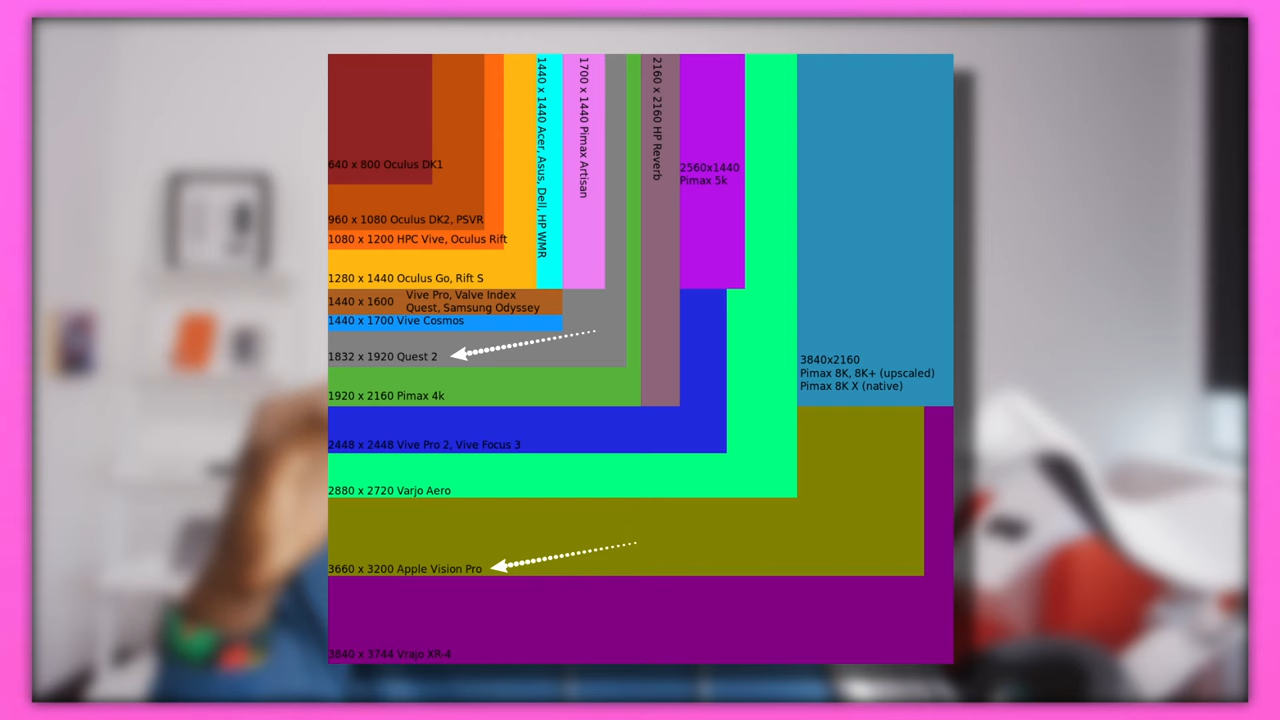 640 x 800 Oculus DK1
960 x 1080 Oculus DK2, PSVR
1080 x 1200 HPC Vive, Oculus Rift
1280 x 1440 Oculus Go, Rift S
1440 x 1440 Acer, Asus, Dell, HP WMR
1700 x 1440 Pimax Artisan
2160 x 2160 HP Reverb
2560x1440
Pimax 5k
1440 x 1600
Vive Pro, Valve Index
Quest, Samsung Odyssey
1440 x 1700 Vive Cosmos
1832 x 1920 Quest 2
1920 x 2160 Pimax 4k
3840x2160
Pimax 8K, 8K+ (upscaled)
Pimax 8K X (native)
2448 x 2448 Vive Pro 2, Vive Focus 3
2880 x 2720 Varjo Aero
3660 x 3200 Apple Vision Pro
3840 x 3744 Vrajo XR-4